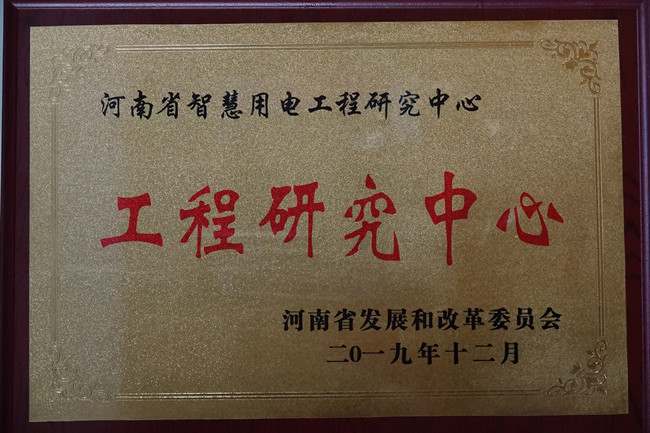 河南省智慧用电工程研究中心
工程研究中心
河南省发展和改革委员会
二0一九年十二月